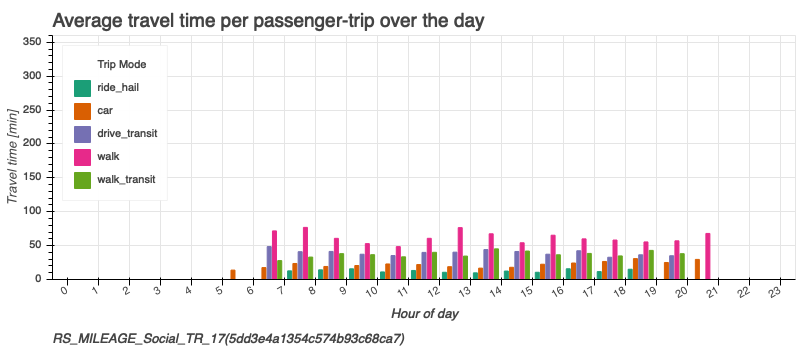 Average travel time per passenger-trip over the day
350
300
250
200
150
100
50
0
Travel time [min]
Trip Mode
ride_hail
car
drive_transit
walk
walk_transit
0 1 2 3 4 5 6 7 8 9 10 11 12 13 14 15 16 17 18 19 20 21 22 23
Hour of day
RS_MILEAGE_Social_TR_17(5dd3e4a1354c574b93c68ca7)